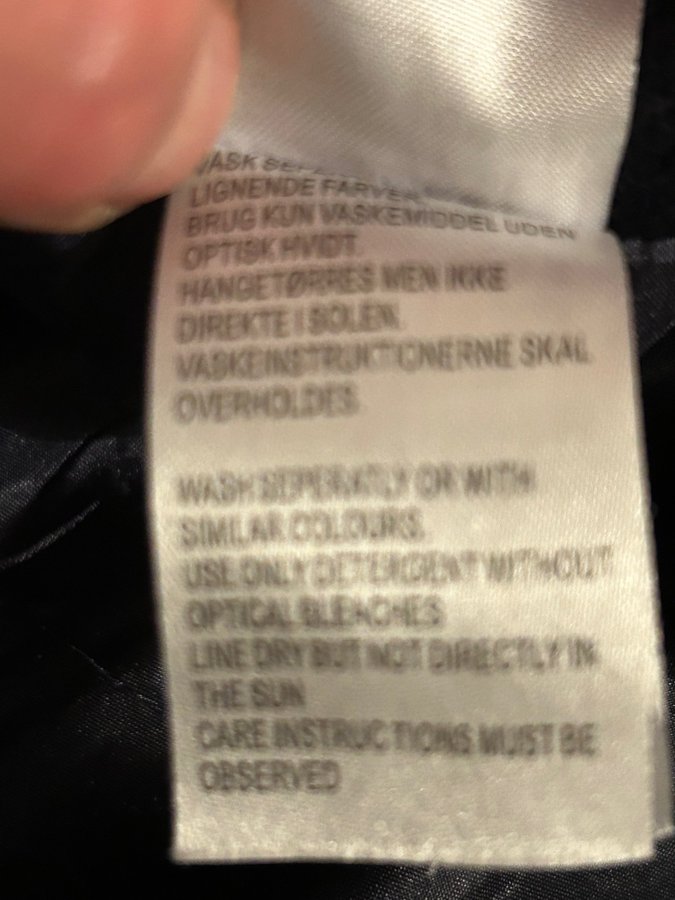 VASK
LIGNENDE FARVER
BRUG KUN VASKEMIDDEL UDEN
OPTISK HVIDT.
HÆNGETØRRES MEN IKKE
DIREKTE I SOLEN.
VASKEINSTRUKTIONERNE SKAL
OVERHOLDES.
WASH SEPERATLY OR WITH
SIMILAR COLOURS.
USE ONLY DETERGENT WITHOUT
OPTICAL BLEACHES
LINE DRY BUT NOT DIRECTLY IN
THE SUN
CARE INSTRUCTIONS MUST BE
OBSERVED